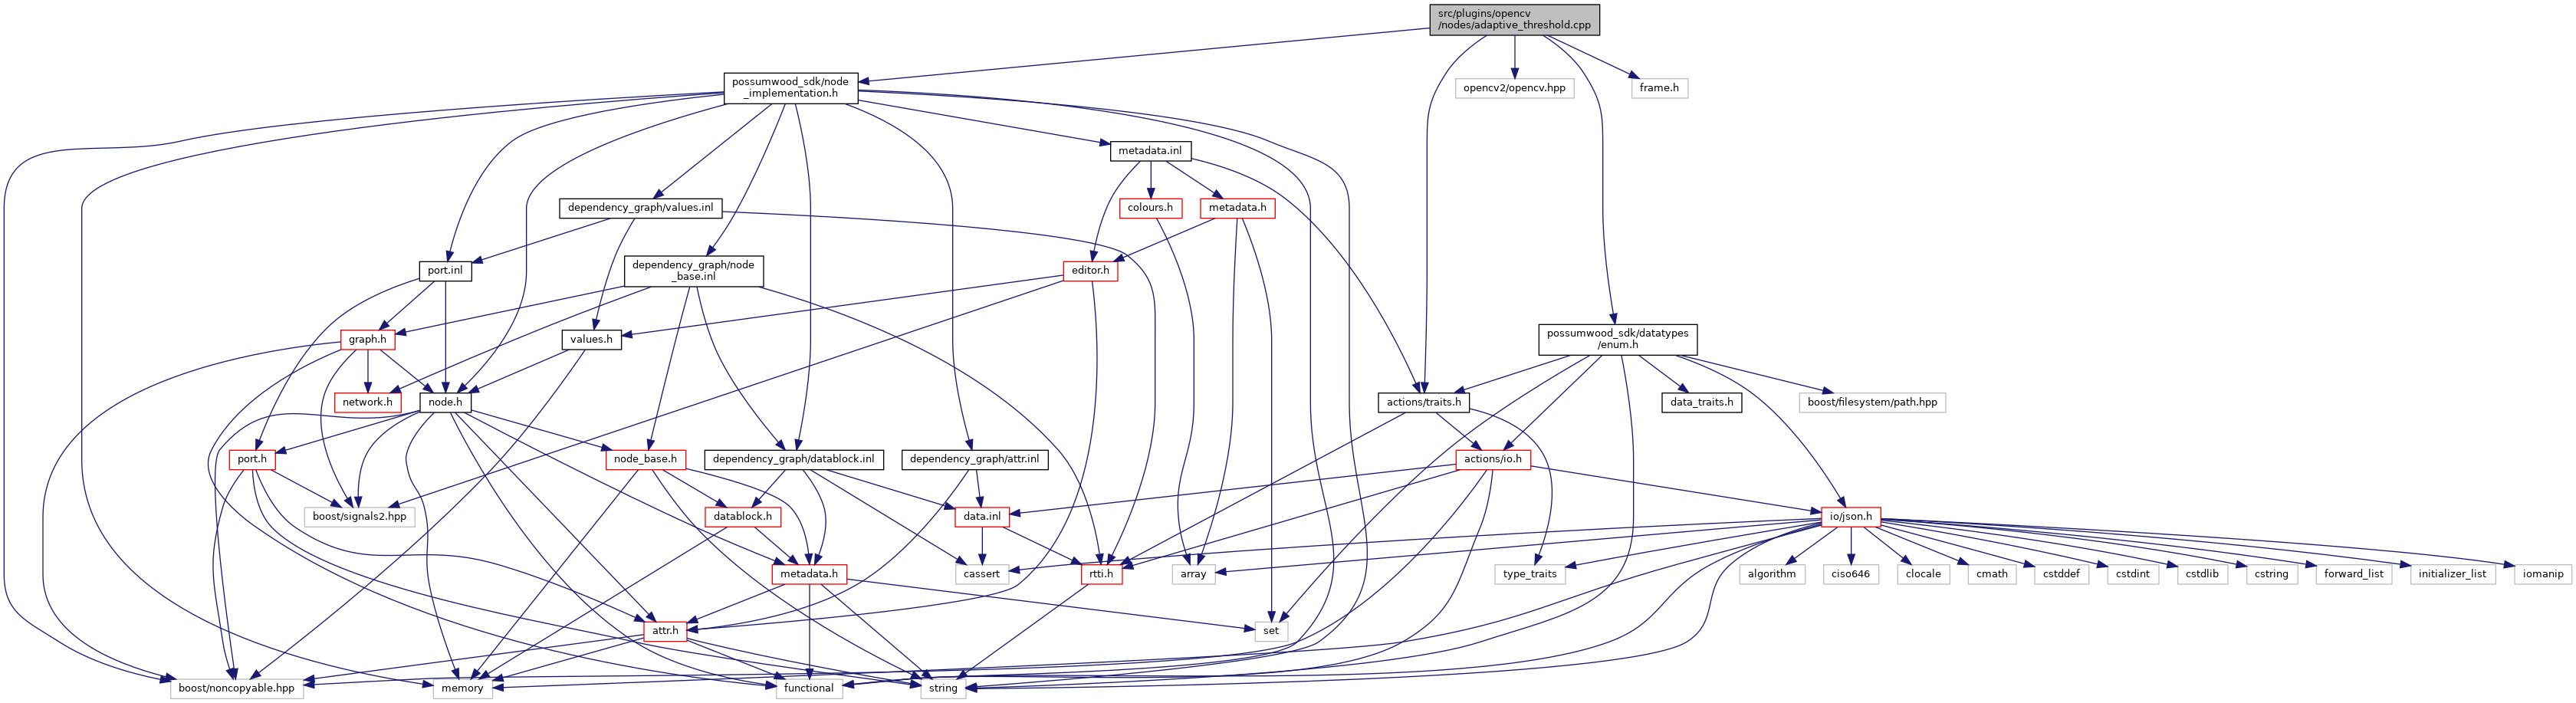 src/plugins/opencv
/nodes/adaptive_threshold.cpp
possumwood_sdk/node
_implementation.h
opencv2/opencv.hpp
frame.h
metadata.inl
dependency_graph/values.inl
colours.h
metadata.h
port.inl
dependency_graph/node
_base.inl
editor.h
graph.h
values.h
possumwood_sdk/datatypes
/enum.h
network.h
node.h
actions/traits.h
data_traits.h
boost/filesystem/path.hpp
port.h
node_base.h
dependency_graph/datablock.inl
dependency_graph/attr.inl
actions/io.h
boost/signals2.hpp
datablock.h
data.inl
io/json.h
metadata.h
cassert
rtti.h
array
type_traits
algorithm
ciso646
clocale
cmath
cstddef
cstdint
cstdlib
cstring
forward_list
initializer_list
iomanip
attr.h
set
boost/noncopyable.hpp
memory
functional
string